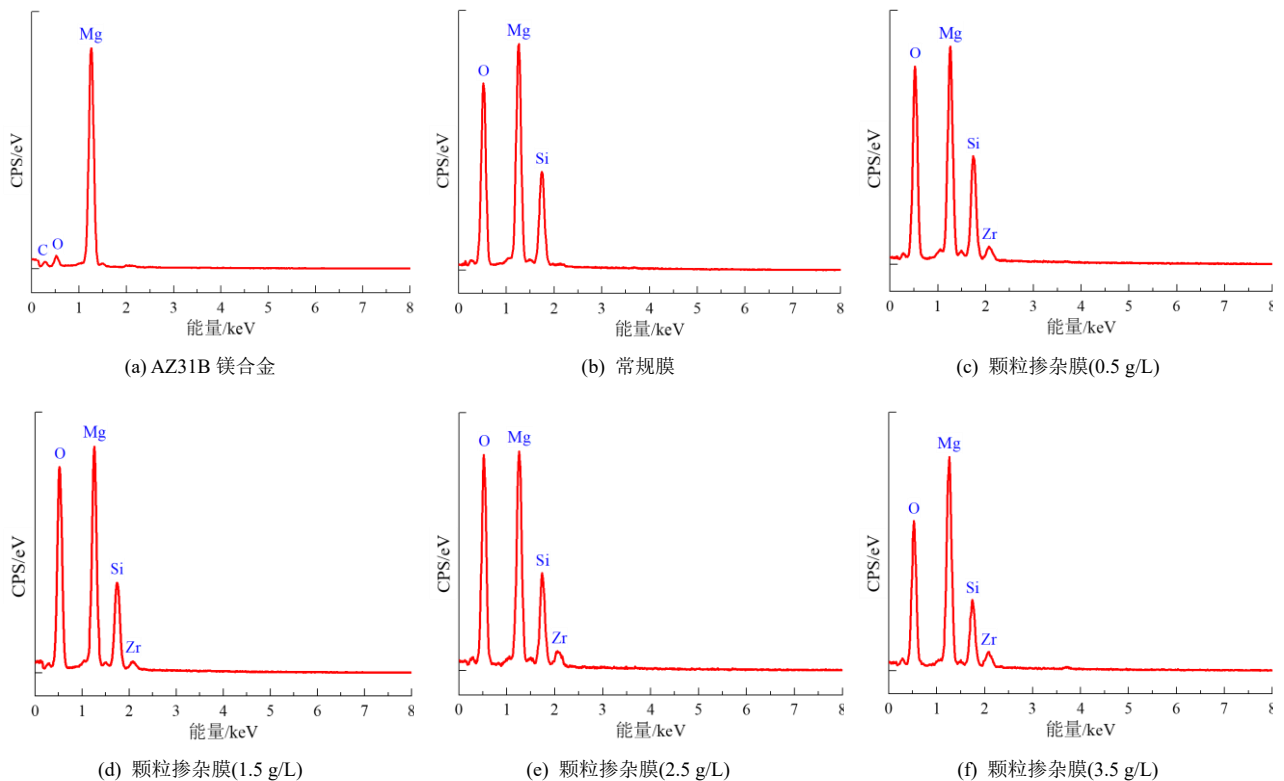 Mg
C
O
CPS/eV
0 1 2 3 4 5 6 7 8
能量/keV
(a) AZ31B 镁合金
Mg
O
Si
CPS/eV
0 1 2 3 4 5 6 7 8
能量/keV
(b) 常规膜
Mg
O
Si
Zr
CPS/eV
0 1 2 3 4 5 6 7 8
能量/keV
(c) 颗粒掺杂膜(0.5 g/L)
Mg
O
Si
Zr
CPS/eV
0 1 2 3 4 5 6 7 8
能量/keV
(d) 颗粒掺杂膜(1.5 g/L)
Mg
O
Si
Zr
CPS/eV
0 1 2 3 4 5 6 7 8
能量/keV
(e) 颗粒掺杂膜(2.5 g/L)
Mg
O
Si
Zr
CPS/eV
0 1 2 3 4 5 6 7 8
能量/keV
(f) 颗粒掺杂膜(3.5 g/L)